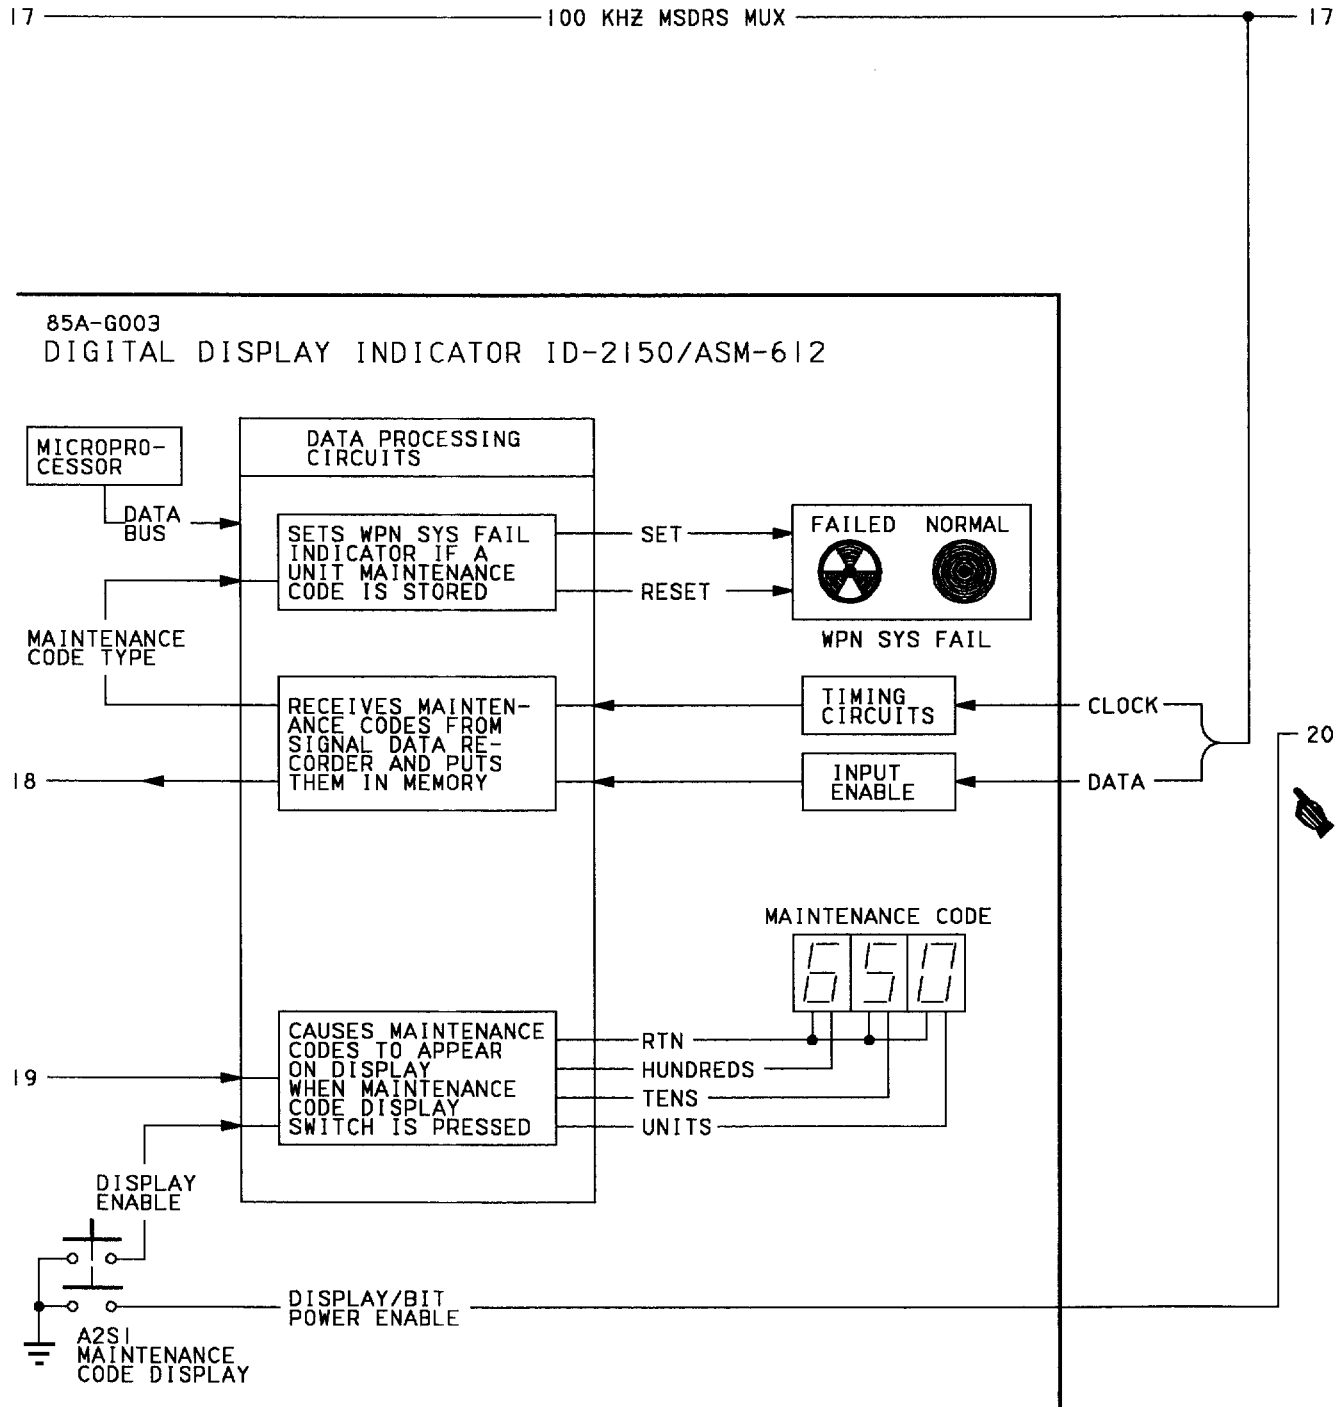 17 100 KHZ MSDRS MUX 17
85A-G003
DIGITAL DISPLAY INDICATOR ID-2150/ASM-612
MICROPRO-
CESSOR
DATA PROCESSING
CIRCUITS
DATA
BUS
SETS WPN SYS FAIL
INDICATOR IF A
UNIT MAINTENANCE
CODE IS STORED
SET
RESET
FAILED NORMAL
WPN SYS FAIL
MAINTENANCE
CODE TYPE
RECEIVES MAINTEN-
ANCE CODES FROM
SIGNAL DATA RE-
CORDER AND PUTS
THEM IN MEMORY
TIMING
CIRCUITS
CLOCK
20
18
INPUT
ENABLE
DATA
MAINTENANCE CODE
650
CAUSES MAINTENANCE
CODES TO APPEAR
ON DISPLAY
WHEN MAINTENANCE
CODE DISPLAY
SWITCH IS PRESSED
RTN
HUNDREDS
TENS
UNITS
19
DISPLAY
ENABLE
DISPLAY/BIT
POWER ENABLE
A2S1
MAINTENANCE
CODE DISPLAY